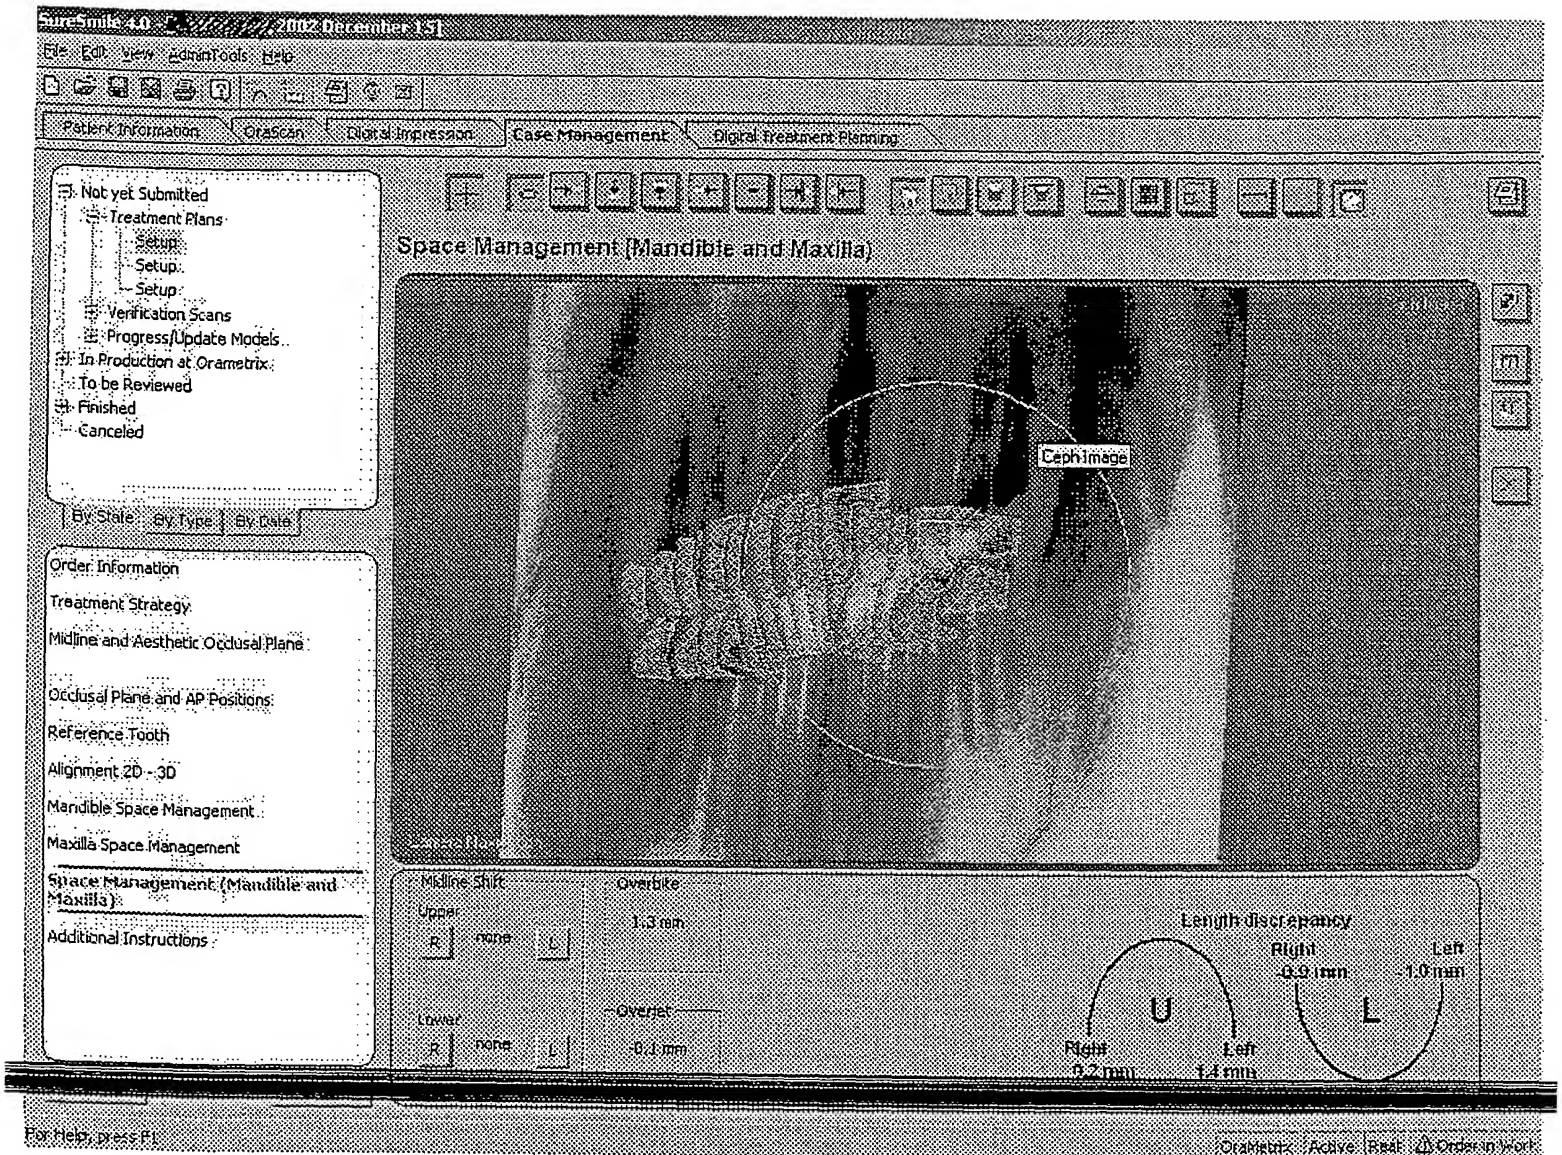 SureSmile 4.0 - 2002 December 15]
File Edit View AdminTools Help
Patient Information OraScan Digital Impression Case Management Digital Treatment Planning
Not yet Submitted
Treatment Plans
Setup
Setup
Setup
Verification Scans
Progress/Update Models
In Production at Orametrix
To be Reviewed
Finished
Canceled
By State By Type By Date
Order Information
Treatment Strategy
Midline and Aesthetic Occlusal Plane
Occlusal Plane and AP Positions
Reference Tooth
Alignment 2D - 3D
Mandible Space Management
Maxilla Space Management
Space Management (Mandible and
Maxilla)
Additional Instructions
Space Management (Mandible and Maxilla)
Ceph image
Midline Shift
Upper
R none L
Lower
R none L
Overbite
1.3 mm
Overjet
-0.1 mm
Length discrepancy
Right Left
-0.9 mm -1.0 mm
U L
Right Left
0.2 mm 1.4 mm
For Help, press F1
OraMetrix Active Real Order in Work